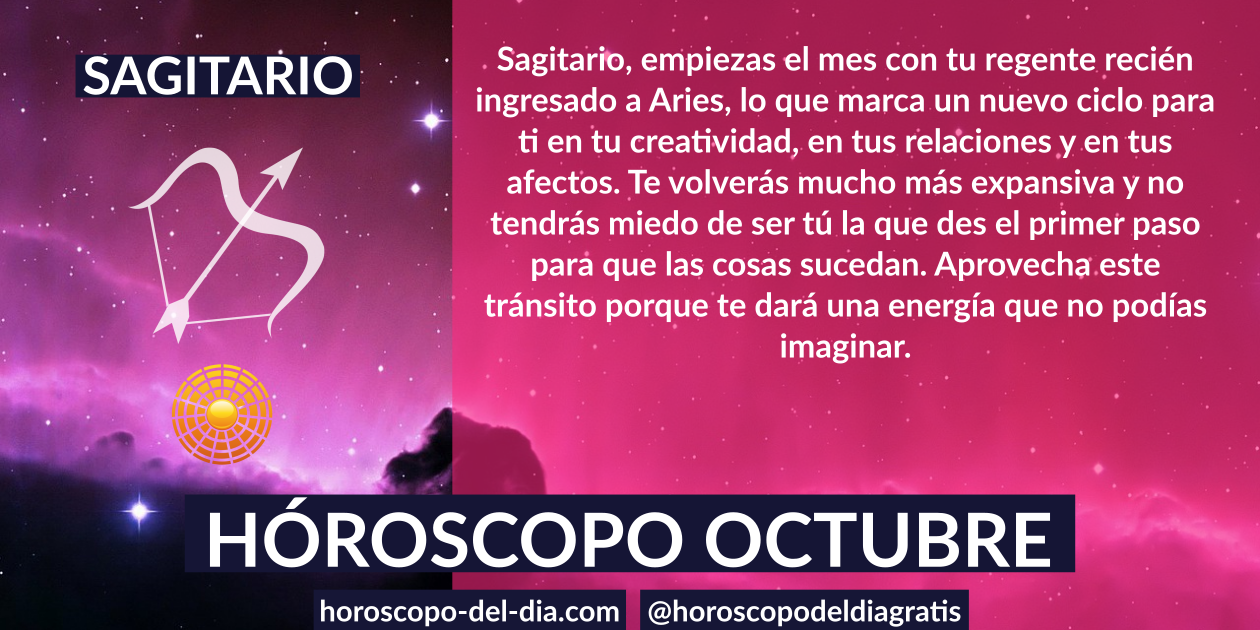 SAGITARIO
Sagitario, empiezas el mes con tu regente recién
ingresado a Aries, lo que marca un nuevo ciclo para
ti en tu creatividad, en tus relaciones y en tus
afectos. Te volverás mucho más expansiva y no
tendrás miedo de ser tú la que des el primer paso
para que las cosas sucedan. Aprovecha este
tránsito porque te dará una energía que no podías
imaginar.
HÓROSCOPO OCTUBRE
horoscopo-del-dia.com
@horoscopodeldiagratis